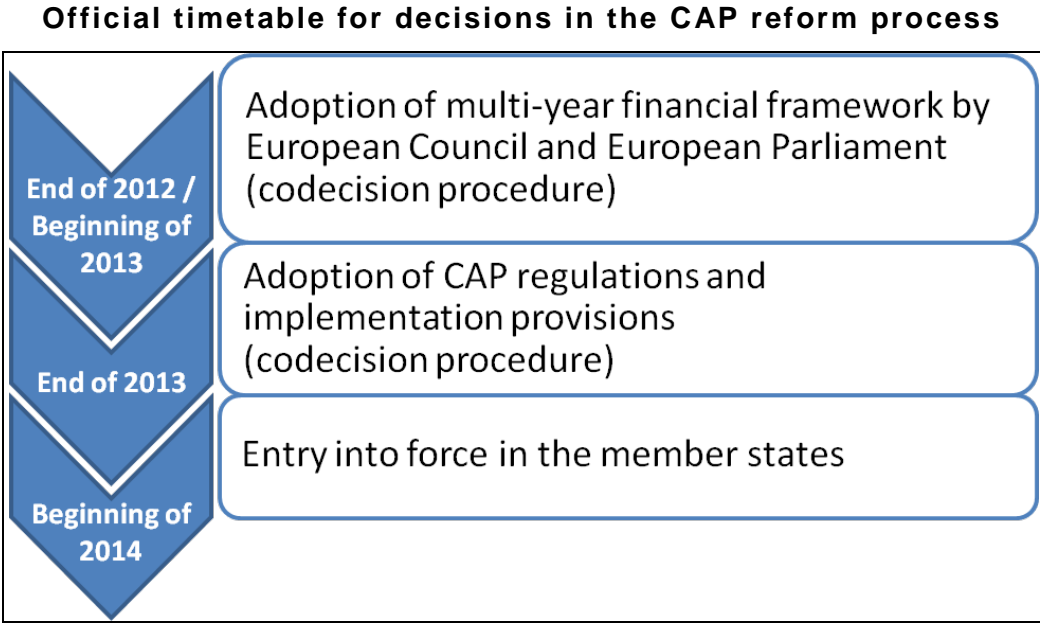 Official timetable for decisions in the CAP reform process
End of 2012 /
Beginning of
2013
Adoption of multi-year financial framework by
European Council and European Parliament
(codecision procedure)
End of 2013
Adoption of CAP regulations and
implementation provisions
(codecision procedure)
Beginning of
2014
Entry into force in the member states